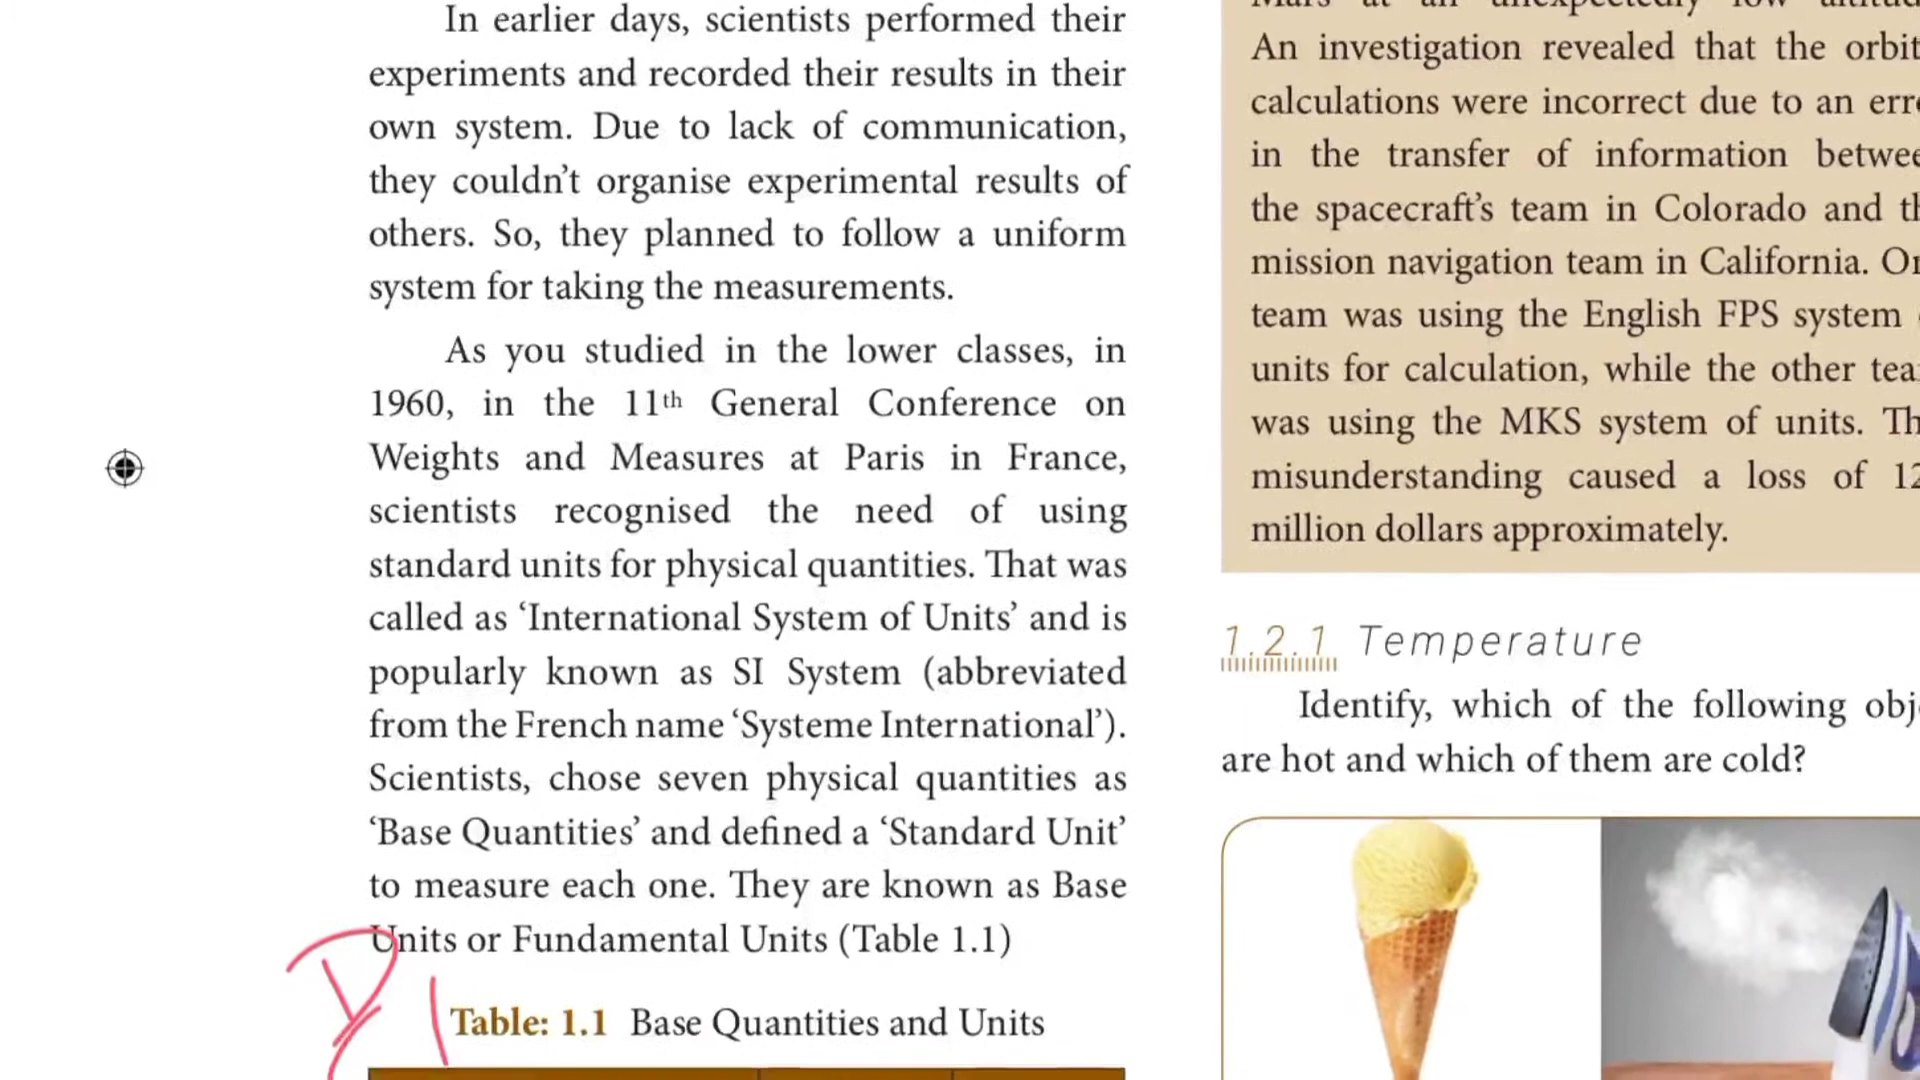 In earlier days, scientists performed their
experiments and recorded their results in their
own system. Due to lack of communication,
they couldn’t organise experimental results of
others. So, they planned to follow a uniform
system for taking the measurements.
As you studied in the lower classes, in
1960, in the 11th General Conference on
Weights and Measures at Paris in France,
scientists recognised the need of using
standard units for physical quantities. That was
called as ‘International System of Units’ and is
popularly known as SI System (abbreviated
from the French name ‘Systeme International’).
Scientists, chose seven physical quantities as
‘Base Quantities’ and defined a ‘Standard Unit’
to measure each one. They are known as Base
Units or Fundamental Units (Table 1.1)
Table: 1.1 Base Quantities and Units
Mars at an unexpectedly low
An investigation revealed that the
calculations were incorrect due to an
in the transfer of information
the spacecraft’s team in Colorado and
mission navigation team in California.
team was using the English FPS system
units for calculation, while the other
was using the MKS system of units.
misunderstanding caused a loss of
million dollars approximately.
1.2.1 Temperature
Identify, which of the following
are hot and which of them are cold?